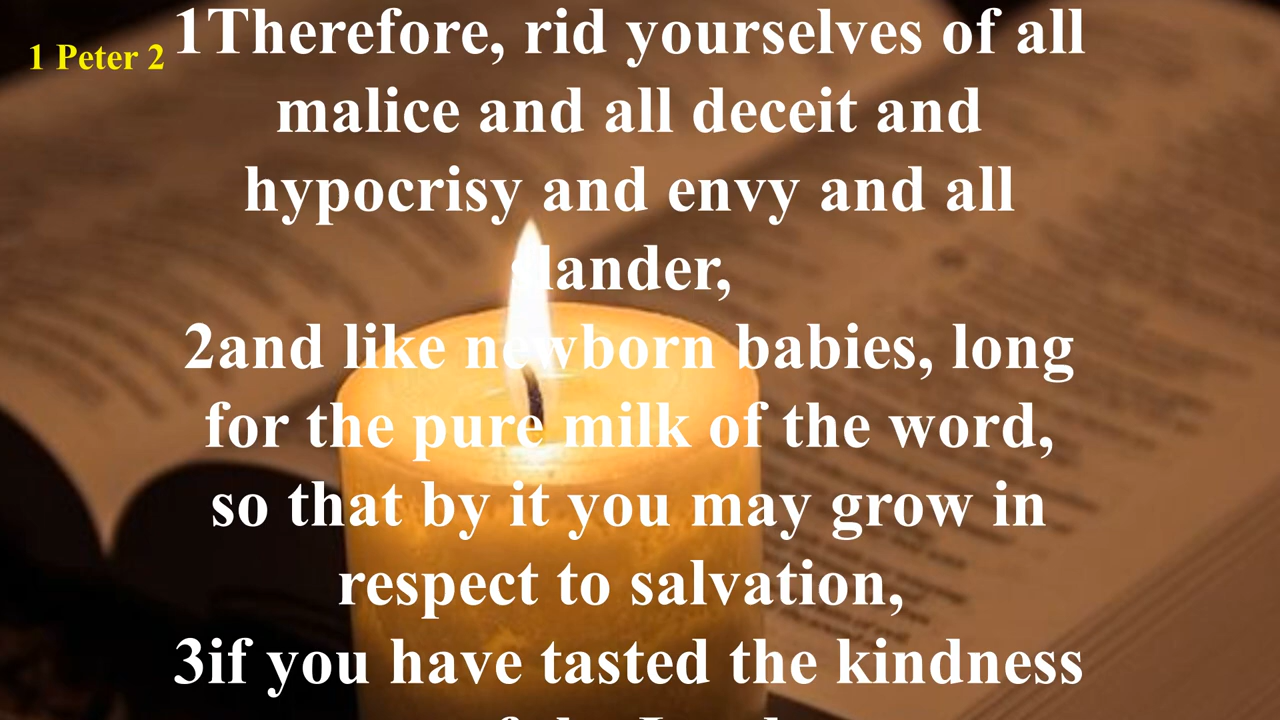 1 Peter 2
1Therefore, rid yourselves of all
malice and all deceit and
hypocrisy and envy and all
slander,
2and like newborn babies, long
for the pure milk of the word,
so that by it you may grow in
respect to salvation,
3if you have tasted the kindness